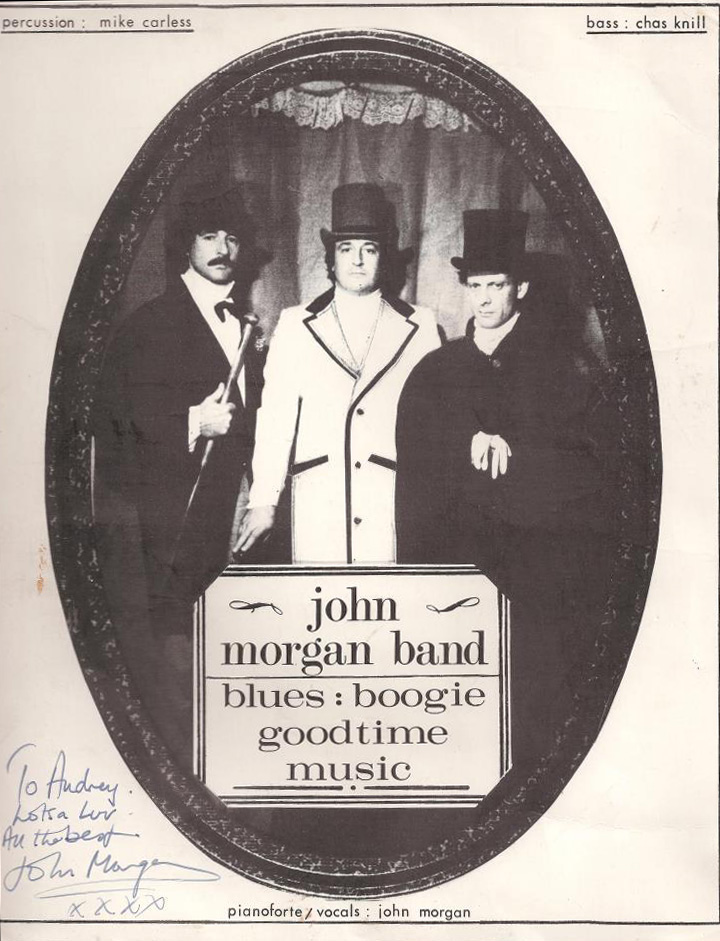 percussion : mike carless
bass : chas knill
john
morgan band
blues : boogie
goodtime
music
To Audrey.
Lotsa Luv
All the best
John Morgan
x x x x
pianoforte/vocals : john morgan